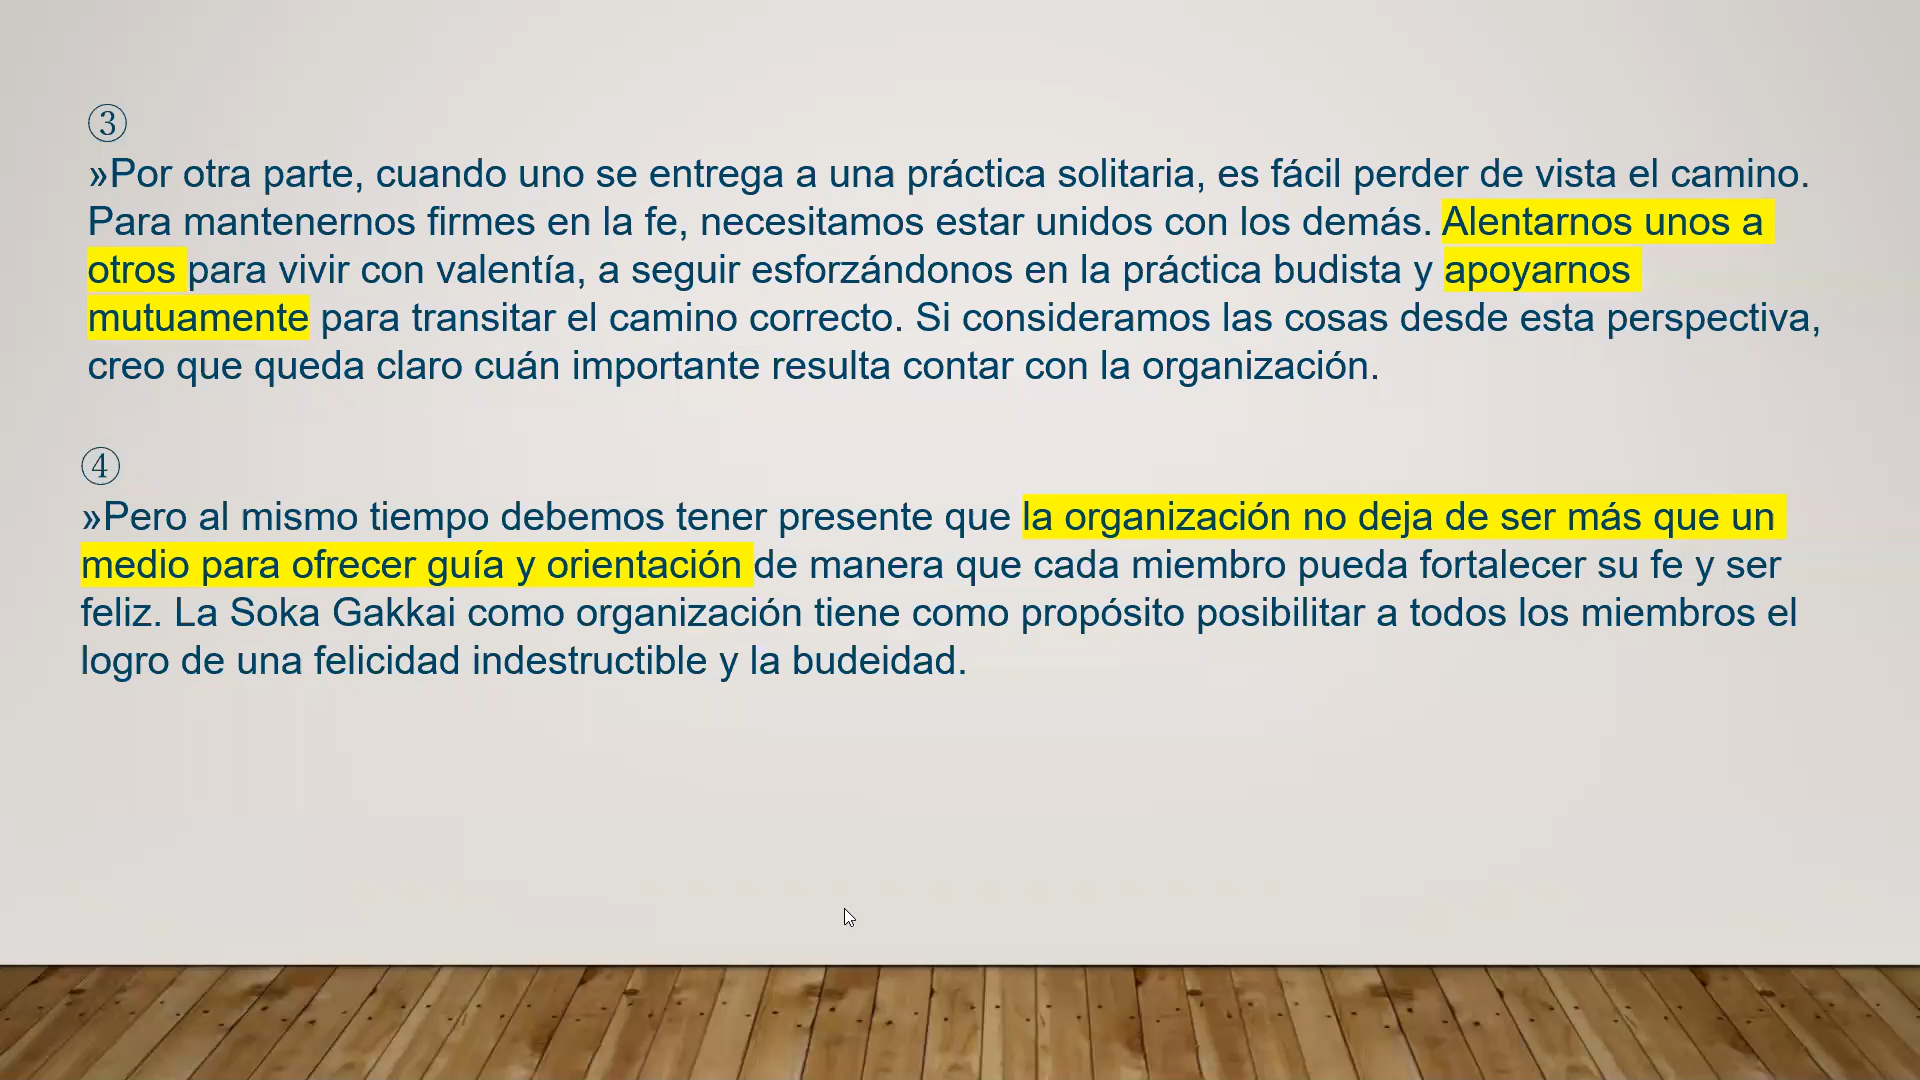 ③
»Por otra parte, cuando uno se entrega a una práctica solitaria, es fácil perder de vista el camino.
Para mantenernos firmes en la fe, necesitamos estar unidos con los demás. Alentarnos unos a
otros para vivir con valentía, a seguir esforzándonos en la práctica budista y apoyarnos
mutuamente para transitar el camino correcto. Si consideramos las cosas desde esta perspectiva,
creo que queda claro cuán importante resulta contar con la organización.
④
»Pero al mismo tiempo debemos tener presente que la organización no deja de ser más que un
medio para ofrecer guía y orientación de manera que cada miembro pueda fortalecer su fe y ser
feliz. La Soka Gakkai como organización tiene como propósito posibilitar a todos los miembros el
logro de una felicidad indestructible y la budeidad.